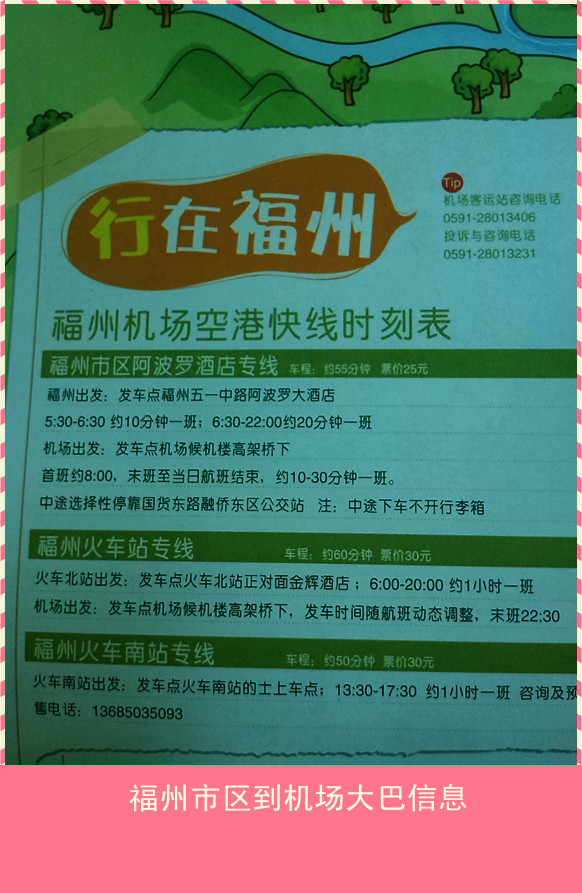 行在福州
Tip
机场客运站咨询电话
0591-28013406
投诉与咨询电话
0591-28013231
福州机场空港快线时刻表
福州市区阿波罗酒店专线 车程：约55分钟 票价25元
福州出发：发车点福州五一中路阿波罗大酒店
5:30-6:30 约10分钟一班；6:30-22:00约20分钟一班
机场出发：发车点机场候机楼高架桥下
首班约8:00，末班至当日航班结束，约10-30分钟一班。
中途选择性停靠国货东路融侨东区公交站 注：中途下车不开行李箱
福州火车站专线 车程：约60分钟 票价30元
火车北站出发：发车点火车北站正对面金辉酒店；6:00-20:00 约1小时一班
机场出发：发车点机场候机楼高架桥下，发车时间随航班动态调整，末班22:30
福州火车南站专线 车程：约50分钟 票价30元
火车南站出发：发车点火车南站的士上车点；13:30-17:30 约1小时一班 咨询及预
售电话：13685035093
福州市区到机场大巴信息